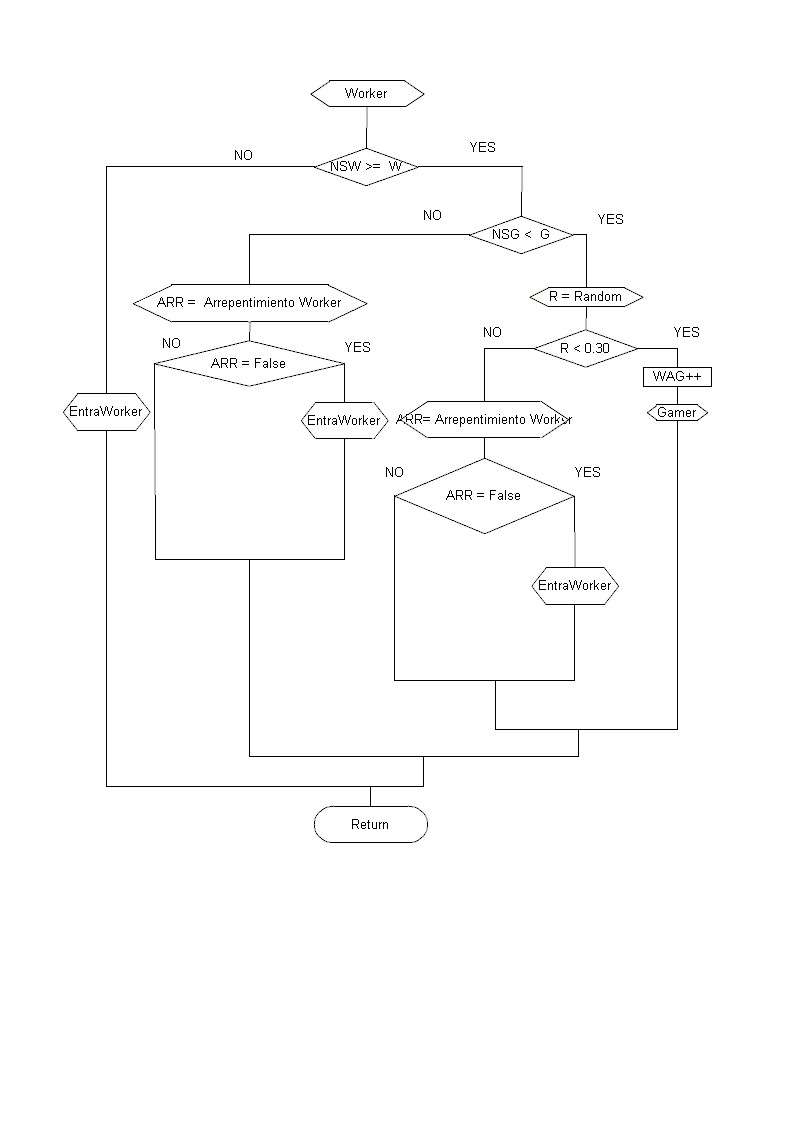 Worker
NO
YES
NSW >= W
NO
YES
NSG < G
ARR = Arrepentimiento Worker
R = Random
NO
YES
NO
YES
R < 0.30
ARR = False
WAG++
EntraWorker
EntraWorker
ARR= Arrepentimiento Worker
Gamer
NO
YES
ARR = False
EntraWorker
Return